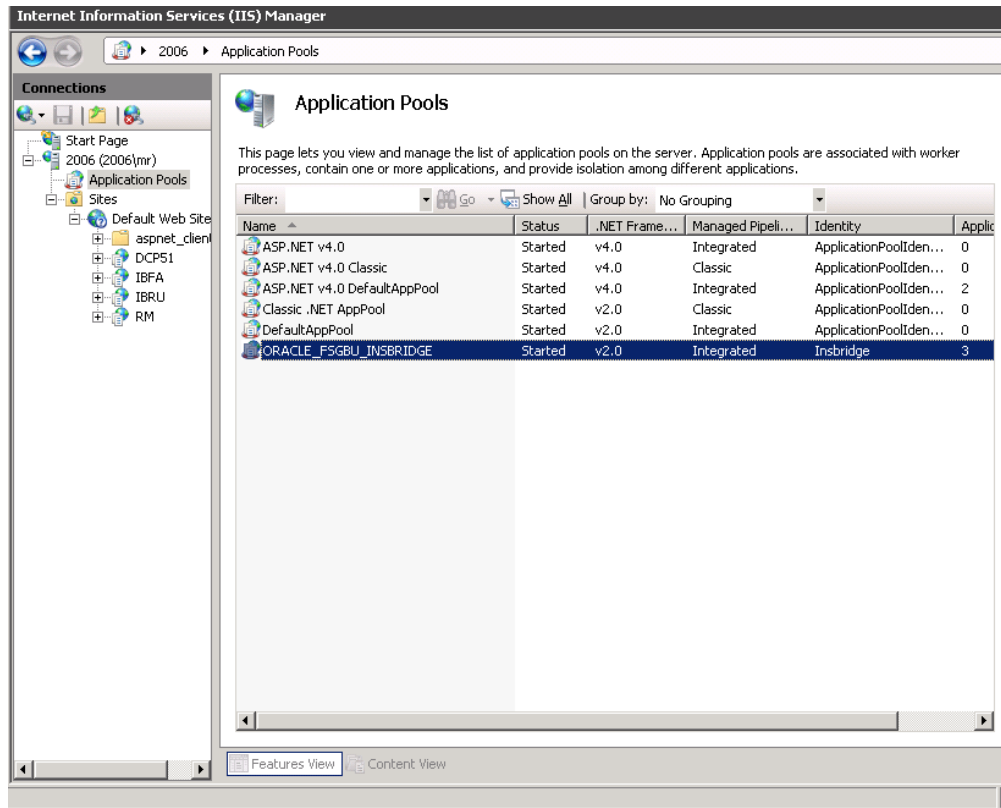 Internet Information Services (IIS) Manager
2006 Application Pools
Connections
Start Page
2006 (2006\mr)
Application Pools
Sites
Default Web Site
aspnet_client
DCP51
IBFA
IBRU
RM
Application Pools
This page lets you view and manage the list of application pools on the server. Application pools are associated with worker
processes, contain one or more applications, and provide isolation among different applications.
Filter: Go Show All Group by: No Grouping
Name Status .NET Frame... Managed Pipeli... Identity Applic
ASP.NET v4.0 Started v4.0 Integrated ApplicationPoolIden... 0
ASP.NET v4.0 Classic Started v4.0 Classic ApplicationPoolIden... 0
ASP.NET v4.0 DefaultAppPool Started v4.0 Integrated ApplicationPoolIden... 2
Classic .NET AppPool Started v2.0 Classic ApplicationPoolIden... 0
DefaultAppPool Started v2.0 Integrated ApplicationPoolIden... 0
ORACLE_FSGBU_INSBRIDGE Started v2.0 Integrated Insbridge 3
Features View Content View